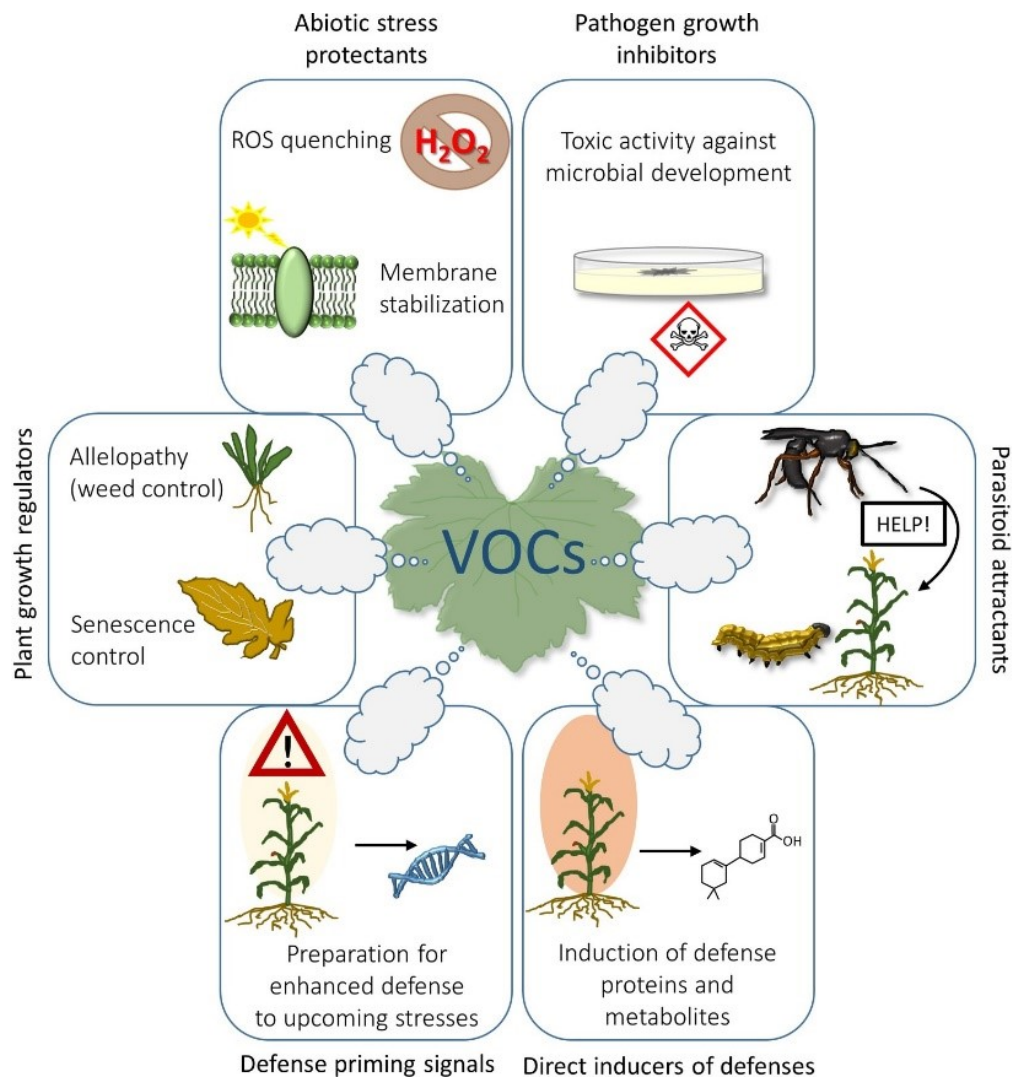 Abiotic stress
protectants
Pathogen growth
inhibitors
ROS quenching
H₂O₂
Membrane
stabilization
Toxic activity against
microbial development
Plant growth regulators
Allelopathy
(weed control)
Senescence
control
VOCs
HELP!
Parasitoid attractants
!
Preparation for
enhanced defense
to upcoming stresses
Defense priming signals
O
OH
Induction of defense
proteins and
metabolites
Direct inducers of defenses